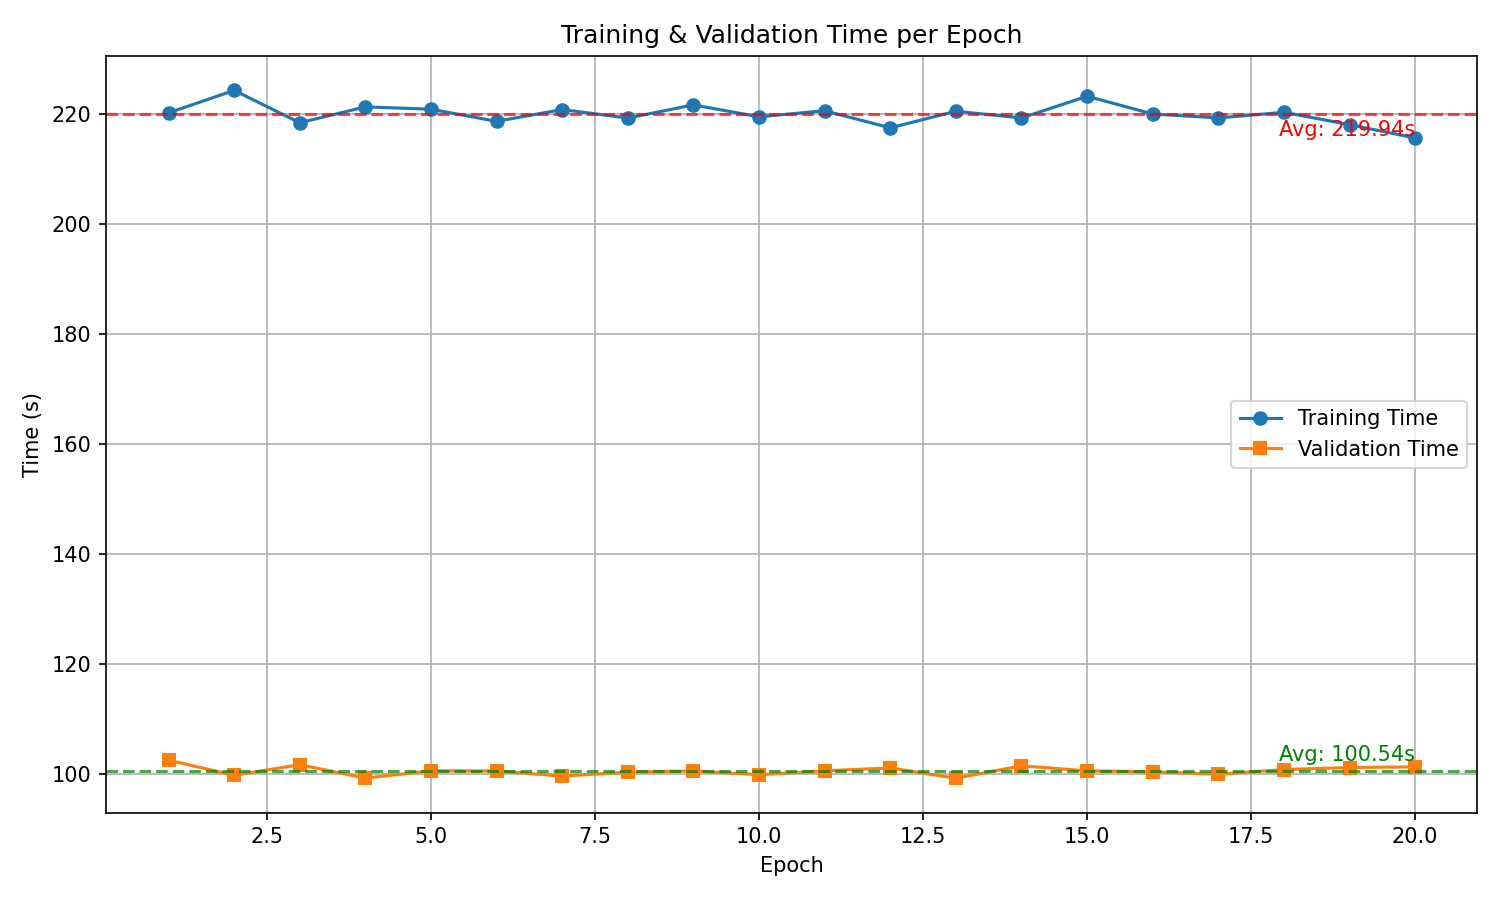 Training & Validation Time per Epoch
Time (s)
220
200
180
160
140
120
100
Avg: 219.94s
Training Time
Validation Time
Avg: 100.54s
2.5
5.0
7.5
10.0
12.5
15.0
17.5
20.0
Epoch